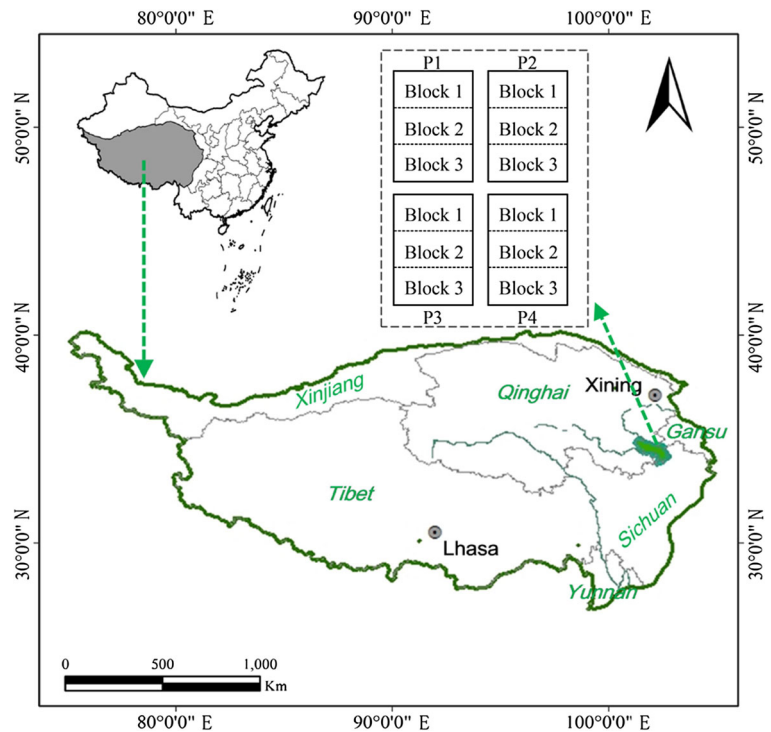 80°0'0" E 90°0'0" E 100°0'0" E
50°0'0" N
40°0'0" N
30°0'0" N
50°0'0" N
40°0'0" N
30°0'0" N
P1 P2
Block 1 Block 1
Block 2 Block 2
Block 3 Block 3
Block 1 Block 1
Block 2 Block 2
Block 3 Block 3
P3 P4
Xinjiang
Qinghai
Xining
Gansu
Tibet
Sichuan
Lhasa
Yunnan
0 500 1,000
Km
80°0'0" E 90°0'0" E 100°0'0" E